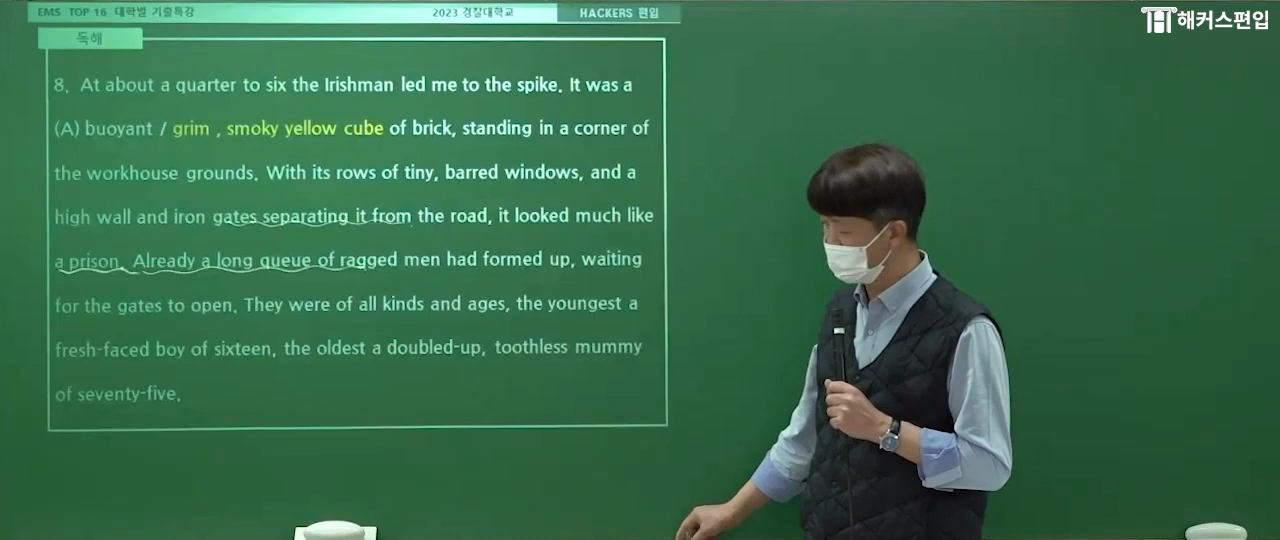 EMS TOP 16 대학별 기출특강
2023 경찰대학교
HACKERS 편입
해커스편입
독해
8. At about a quarter to six the Irishman led me to the spike. It was a
(A) buoyant / grim , smoky yellow cube of brick, standing in a corner of
the workhouse grounds. With its rows of tiny, barred windows, and a
high wall and iron gates separating it from the road, it looked much like
a prison. Already a long queue of ragged men had formed up, waiting
for the gates to open. They were of all kinds and ages, the youngest a
fresh-faced boy of sixteen, the oldest a doubled-up, toothless mummy
of seventy-five.